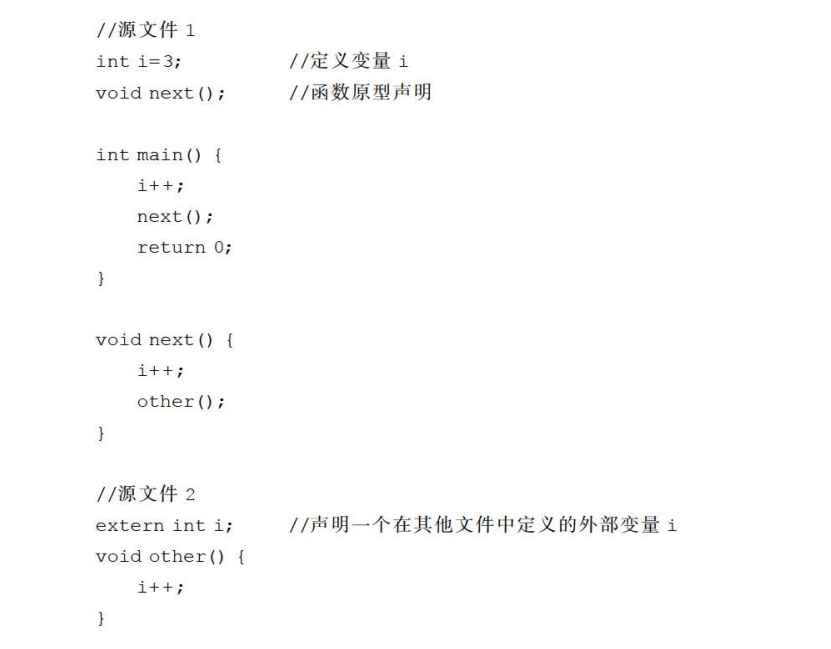 //源文件 1
int i=3; //定义变量 i
void next(); //函数原型声明
int main() {
i++;
next();
return 0;
}
void next() {
i++;
other();
}
//源文件 2
extern int i; //声明一个在其他文件中定义的外部变量 i
void other() {
i++;
}